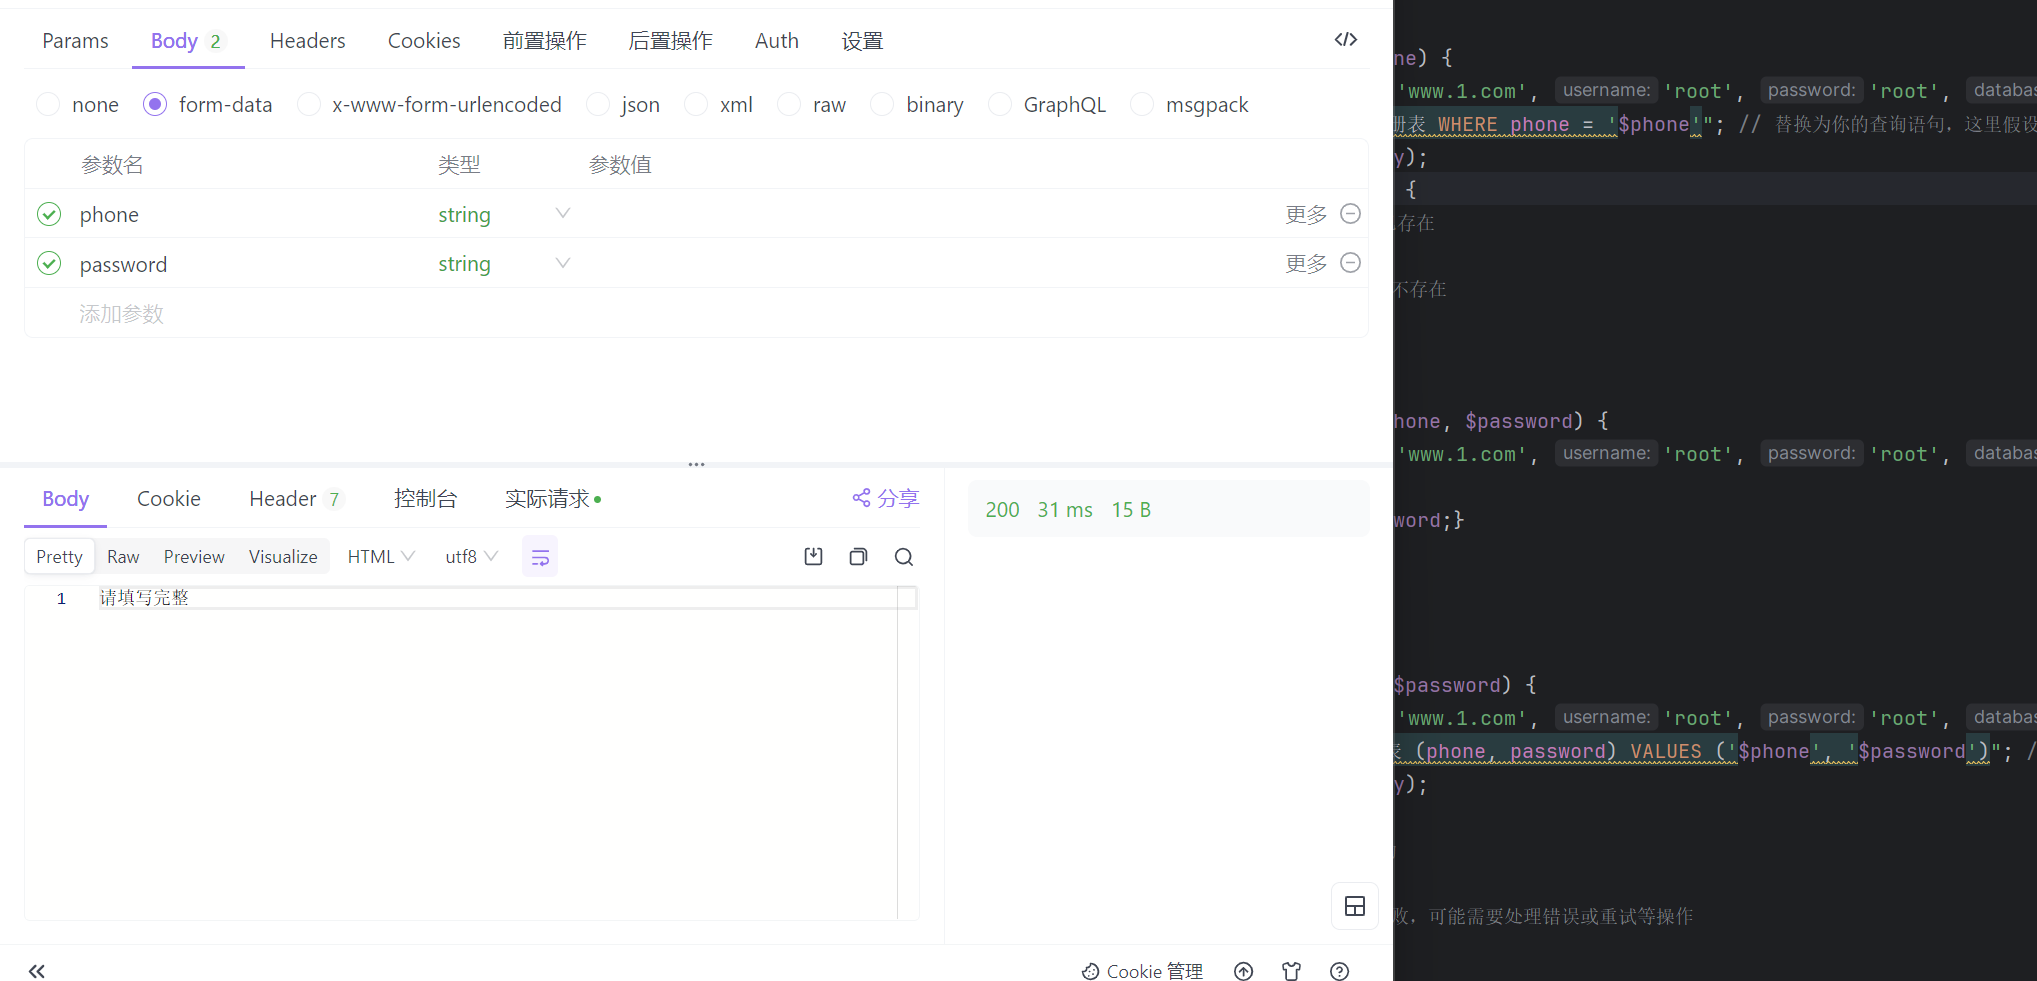 Params Body 2 Headers Cookies 前置操作 后置操作 Auth 设置
none form-data x-www-form-urlencoded json xml raw binary GraphQL msgpack
参数名 类型 参数值
phone string 更多
password string 更多
添加参数
Body Cookie Header 7 控制台 实际请求 分享
Pretty Raw Preview Visualize HTML utf8
1 请填写完整
200 31 ms 15 B
Cookie 管理
ne) {
'www.1.com', username: 'root', password: 'root', databas
册表 WHERE phone = '$phone'"; // 替换为你的查询语句，这里假设
y);
{
存在
不存在
hone, $password) {
'www.1.com', username: 'root', password: 'root', databas
word;}
$password) {
'www.1.com', username: 'root', password: 'root', databas
表 (phone, password) VALUES ('$phone', '$password')"; /
y);
败，可能需要处理错误或重试等操作